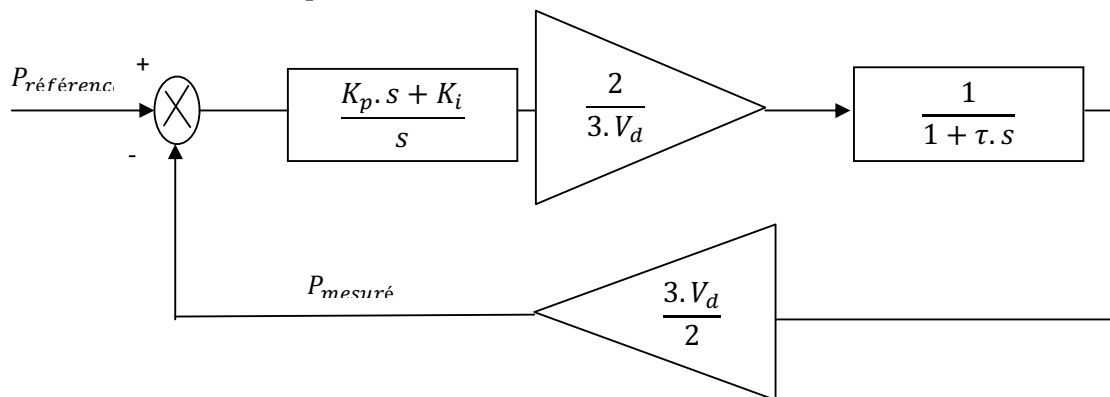 +
P_référenc
-
K_p.s + K_i
s
2
3.V_d
1
1 + τ.s
P_mesuré
3.V_d
2